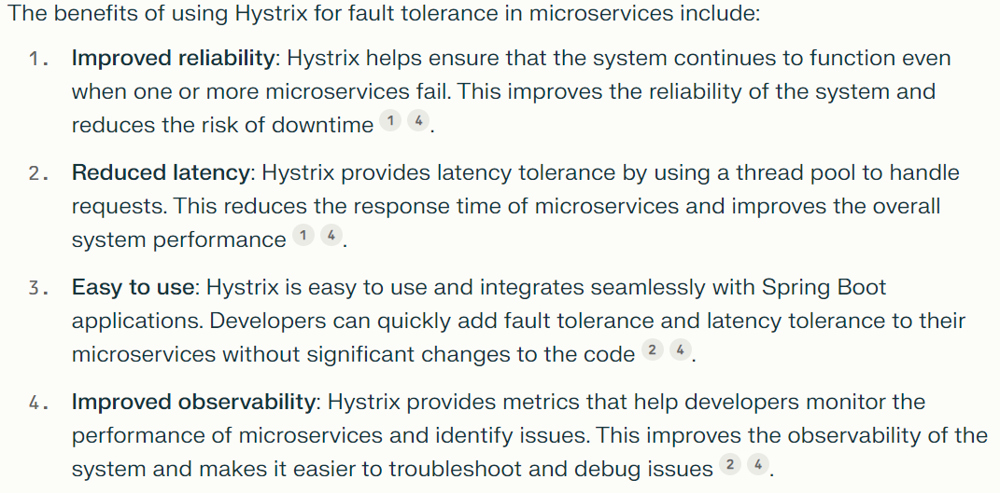 The benefits of using Hystrix for fault tolerance in microservices include:
1. Improved reliability: Hystrix helps ensure that the system continues to function even
when one or more microservices fail. This improves the reliability of the system and
reduces the risk of downtime 1 4 .
2. Reduced latency: Hystrix provides latency tolerance by using a thread pool to handle
requests. This reduces the response time of microservices and improves the overall
system performance 1 4 .
3. Easy to use: Hystrix is easy to use and integrates seamlessly with Spring Boot
applications. Developers can quickly add fault tolerance and latency tolerance to their
microservices without significant changes to the code 2 4 .
4. Improved observability: Hystrix provides metrics that help developers monitor the
performance of microservices and identify issues. This improves the observability of the
system and makes it easier to troubleshoot and debug issues 2 4 .